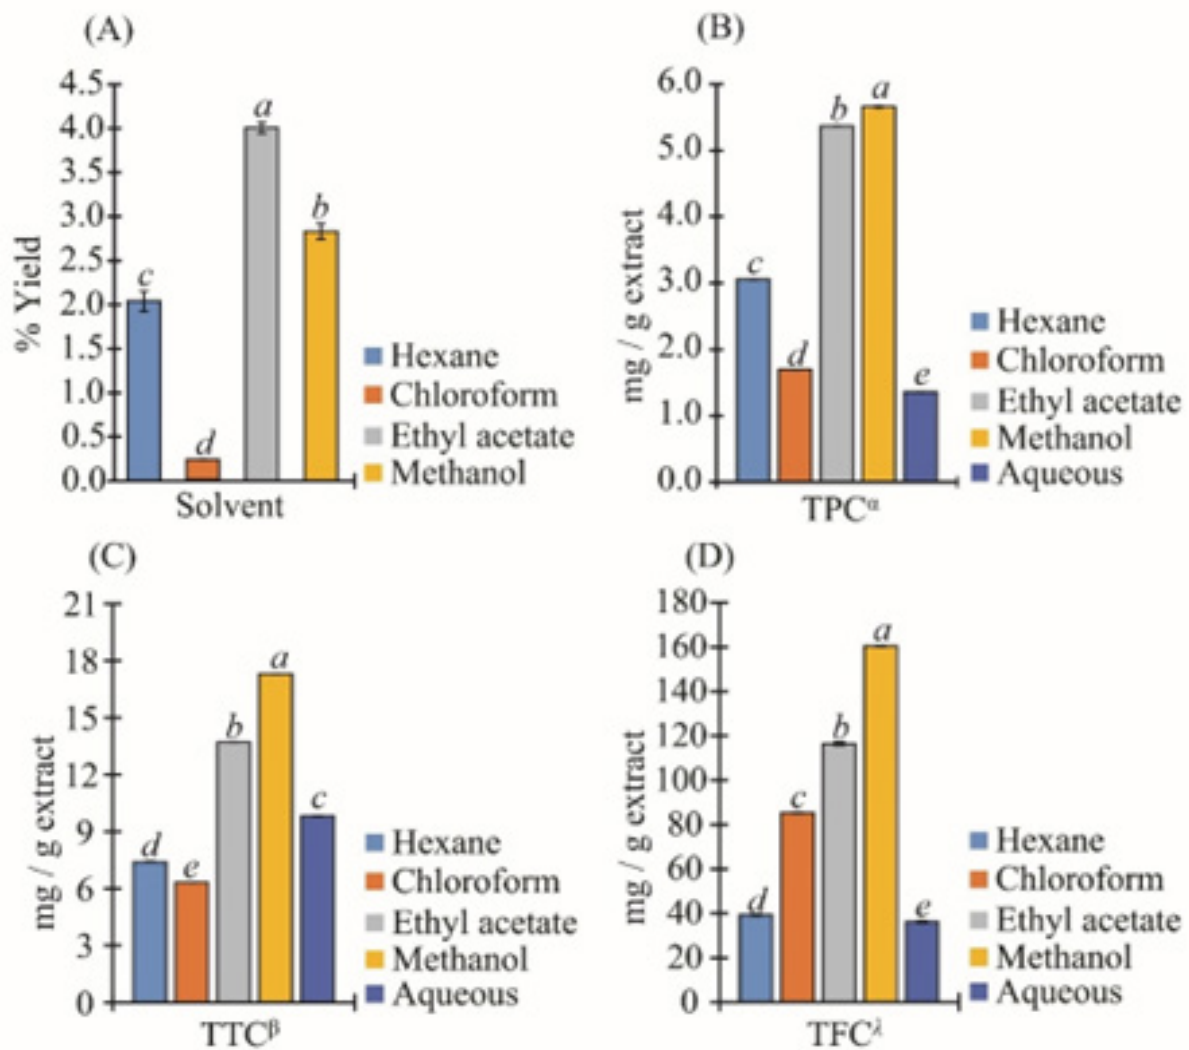 (A)
4.5
4.0
3.5
3.0
2.5
2.0
1.5
1.0
0.5
0.0
% Yield
c
d
a
b
Solvent
Hexane
Chloroform
Ethyl acetate
Methanol
(B)
6.0
5.0
4.0
3.0
2.0
1.0
0.0
mg / g extract
c
d
b
a
e
TPCα
Hexane
Chloroform
Ethyl acetate
Methanol
Aqueous
(C)
21
18
15
12
9
6
3
0
mg / g extract
d
e
b
a
c
TTCβ
Hexane
Chloroform
Ethyl acetate
Methanol
Aqueous
(D)
180
160
140
120
100
80
60
40
20
0
mg / g extract
d
c
b
a
e
TFCλ
Hexane
Chloroform
Ethyl acetate
Methanol
Aqueous